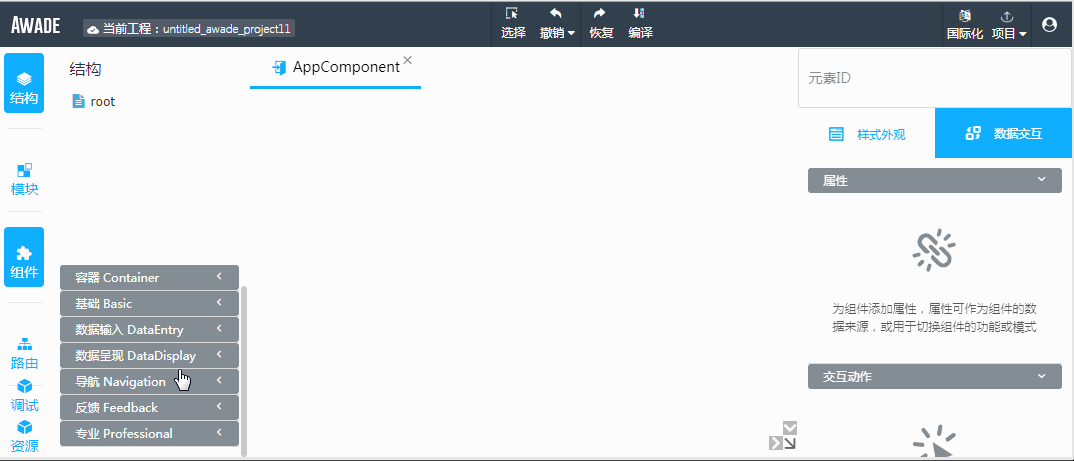 AWADE
当前工程：untitled_awade_project11
选择 撤销 恢复 编译
国际化 项目
结构
模块
组件
路由
调试
资源
结构
root
容器 Container
基础 Basic
数据输入 DataEntry
数据呈现 DataDisplay
导航 Navigation
反馈 Feedback
专业 Professional
AppComponent
元素ID
样式外观 数据交互
属性
为组件添加属性，属性可作为组件的数
据来源，或用于切换组件的功能或模式
交互动作